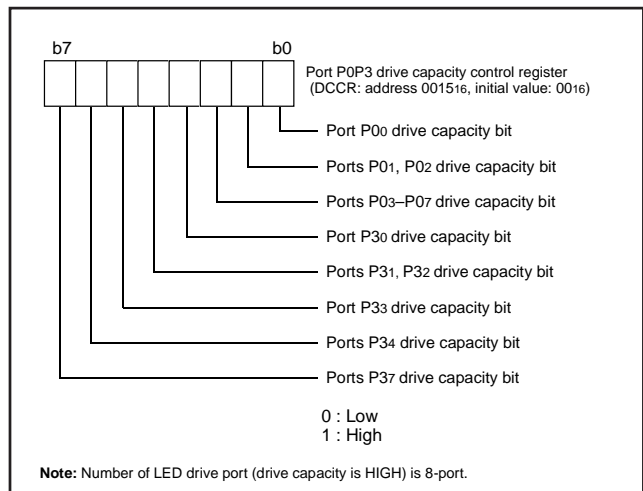 b7 b0
Port P0P3 drive capacity control register
(DCCR: address 001516, initial value: 0016)
Port P00 drive capacity bit
Ports P01, P02 drive capacity bit
Ports P03–P07 drive capacity bit
Port P30 drive capacity bit
Ports P31, P32 drive capacity bit
Port P33 drive capacity bit
Ports P34 drive capacity bit
Ports P37 drive capacity bit
0 : Low
1 : High
Note: Number of LED drive port (drive capacity is HIGH) is 8-port.